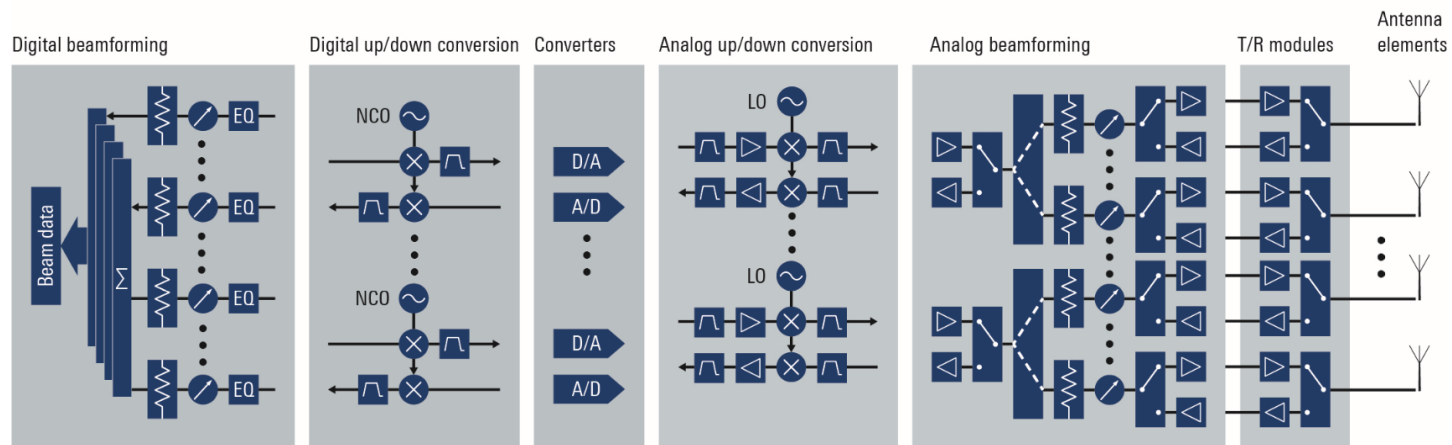 Antenna
elements
Digital beamforming
Digital up/down conversion
Converters
Analog up/down conversion
Analog beamforming
T/R modules
EQ
EQ
EQ
EQ
Σ
Beam data
NCO
NCO
D/A
A/D
D/A
A/D
LO
LO